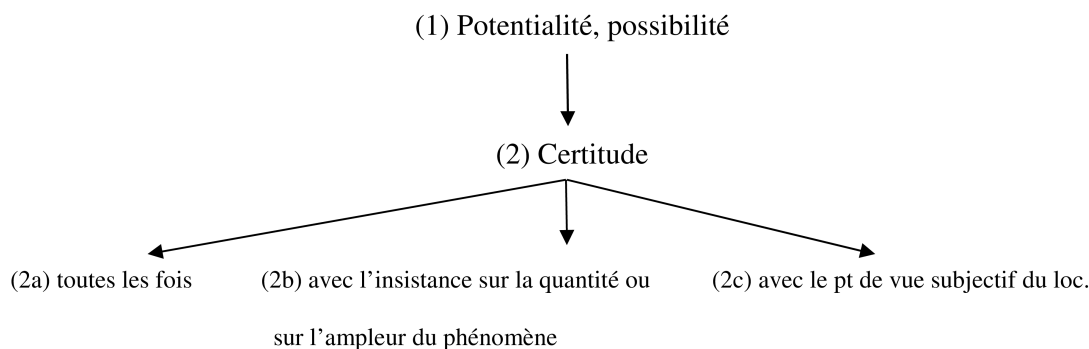 (1) Potentialité, possibilité
(2) Certitude
(2a) toutes les fois
(2b) avec l'insistance sur la quantité ou
sur l'ampleur du phénomène
(2c) avec le pt de vue subjectif du loc.